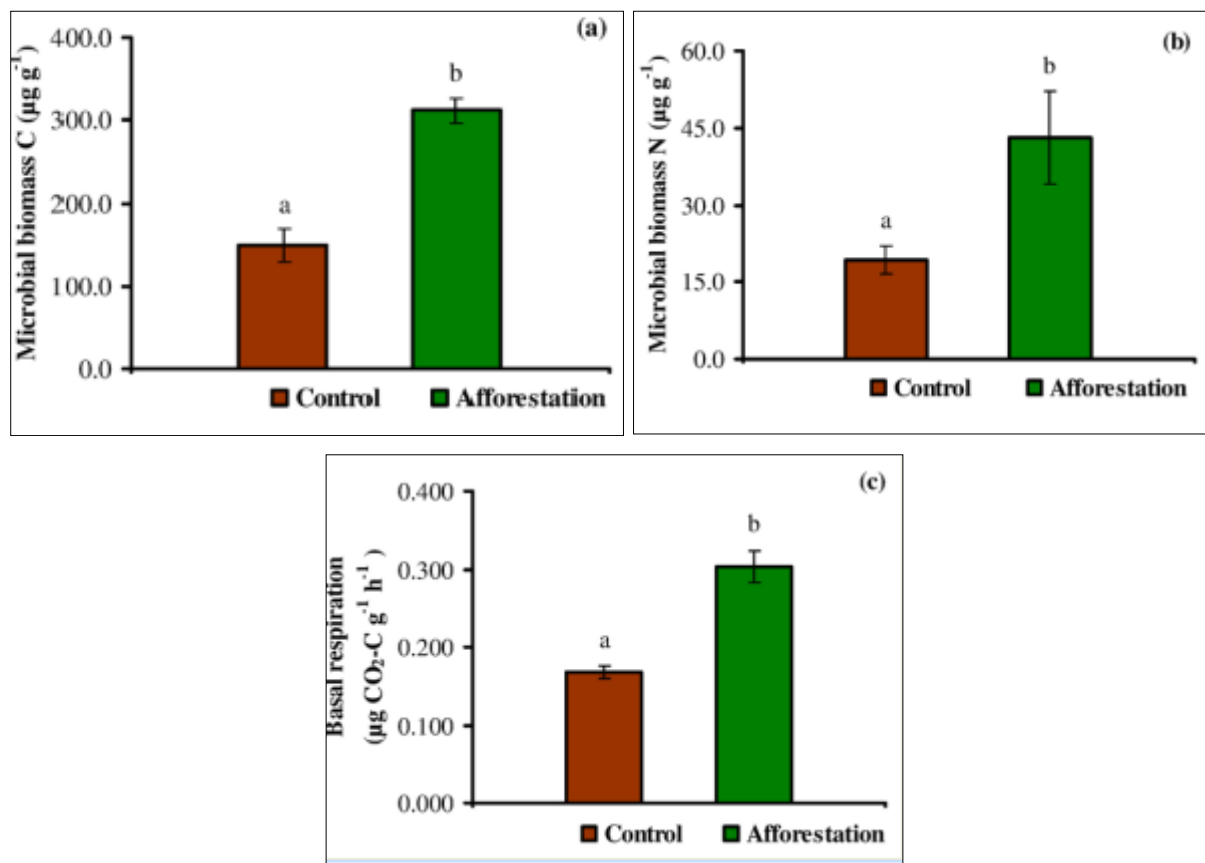 (a)
Microbial biomass C (µg g⁻¹)
400.0
300.0
200.0
100.0
0.0
a
b
Control
Afforestation
(b)
Microbial biomass N (µg g⁻¹)
60.0
45.0
30.0
15.0
0.0
a
b
Control
Afforestation
(c)
Basal respiration
(µg CO₂-C g⁻¹ h⁻¹ )
0.400
0.300
0.200
0.100
0.000
a
b
Control
Afforestation